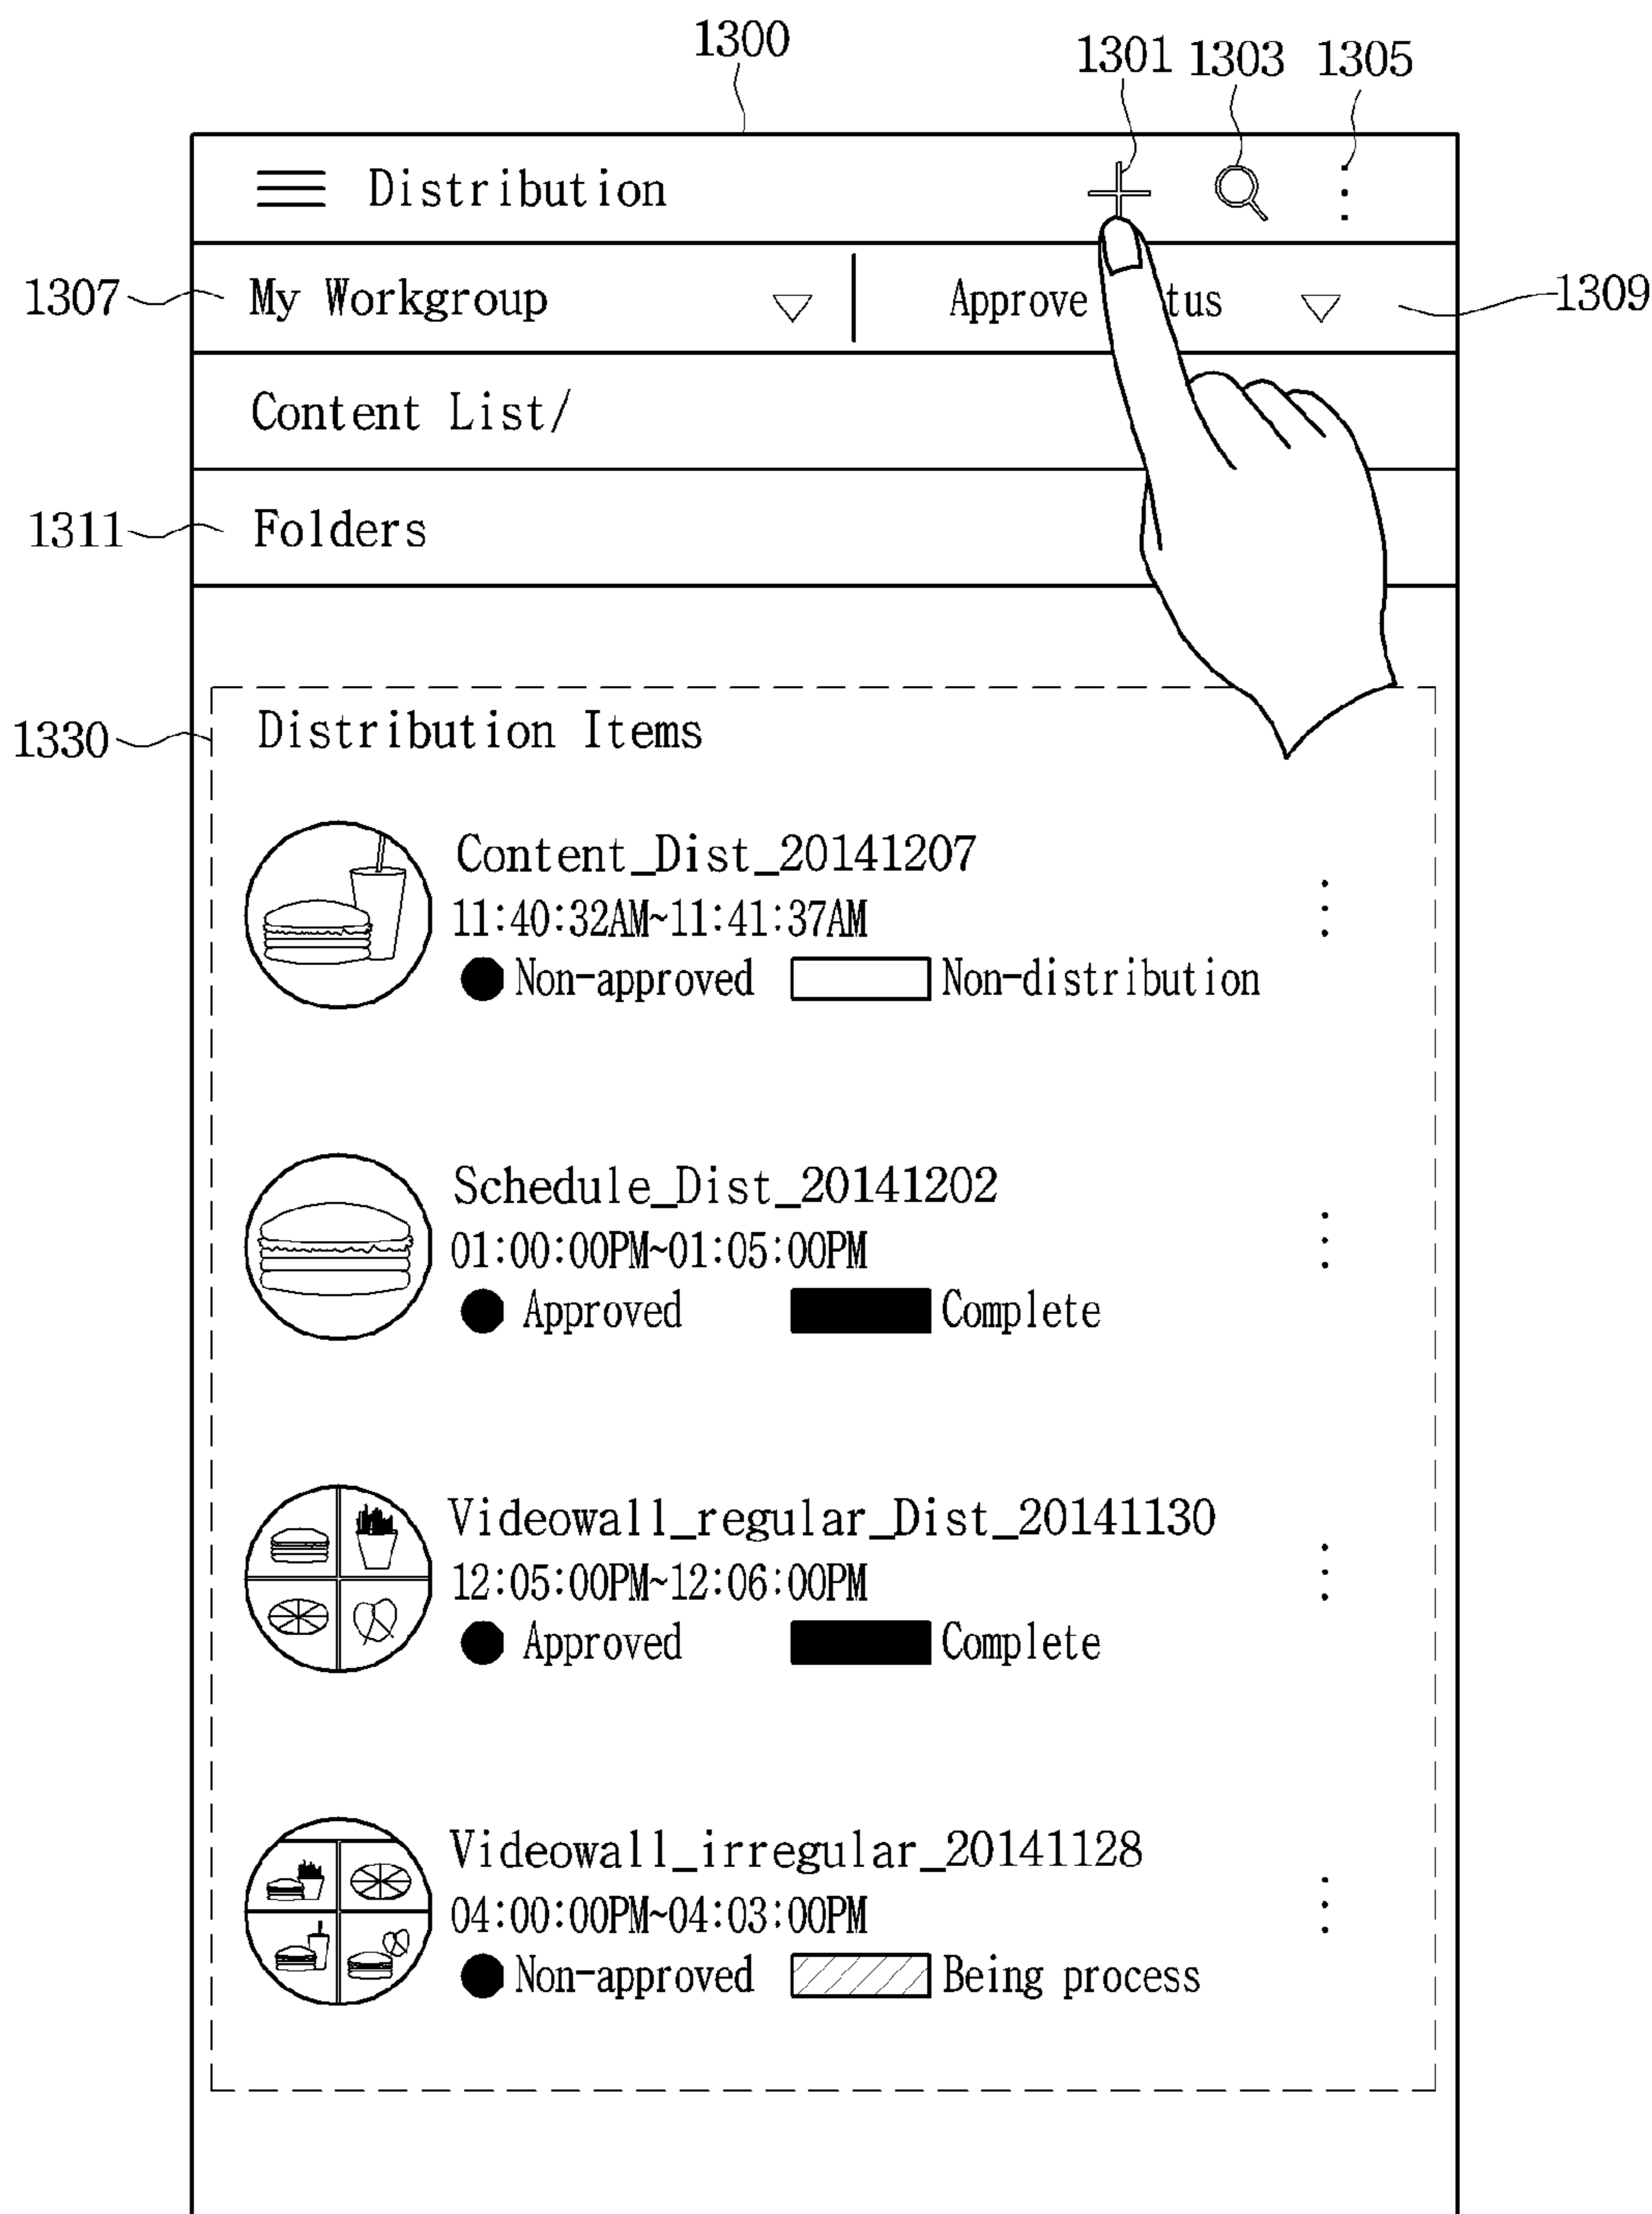 1300
1301 1303 1305
Distribution
1307 My Workgroup Approve tus 1309
Content List/
1311 Folders
1330 Distribution Items
Content_Dist_20141207
11:40:32AM~11:41:37AM
Non-approved Non-distribution
Schedule_Dist_20141202
01:00:00PM~01:05:00PM
Approved Complete
Videowall_regular_Dist_20141130
12:05:00PM~12:06:00PM
Approved Complete
Videowall_irregular_20141128
04:00:00PM~04:03:00PM
Non-approved Being process